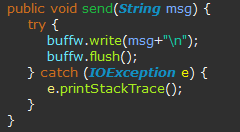 public void send(String msg) {
    try {
        buffw.write(msg+"\n");
        buffw.flush();
    } catch (IOException e) {
        e.printStackTrace();
    }
}